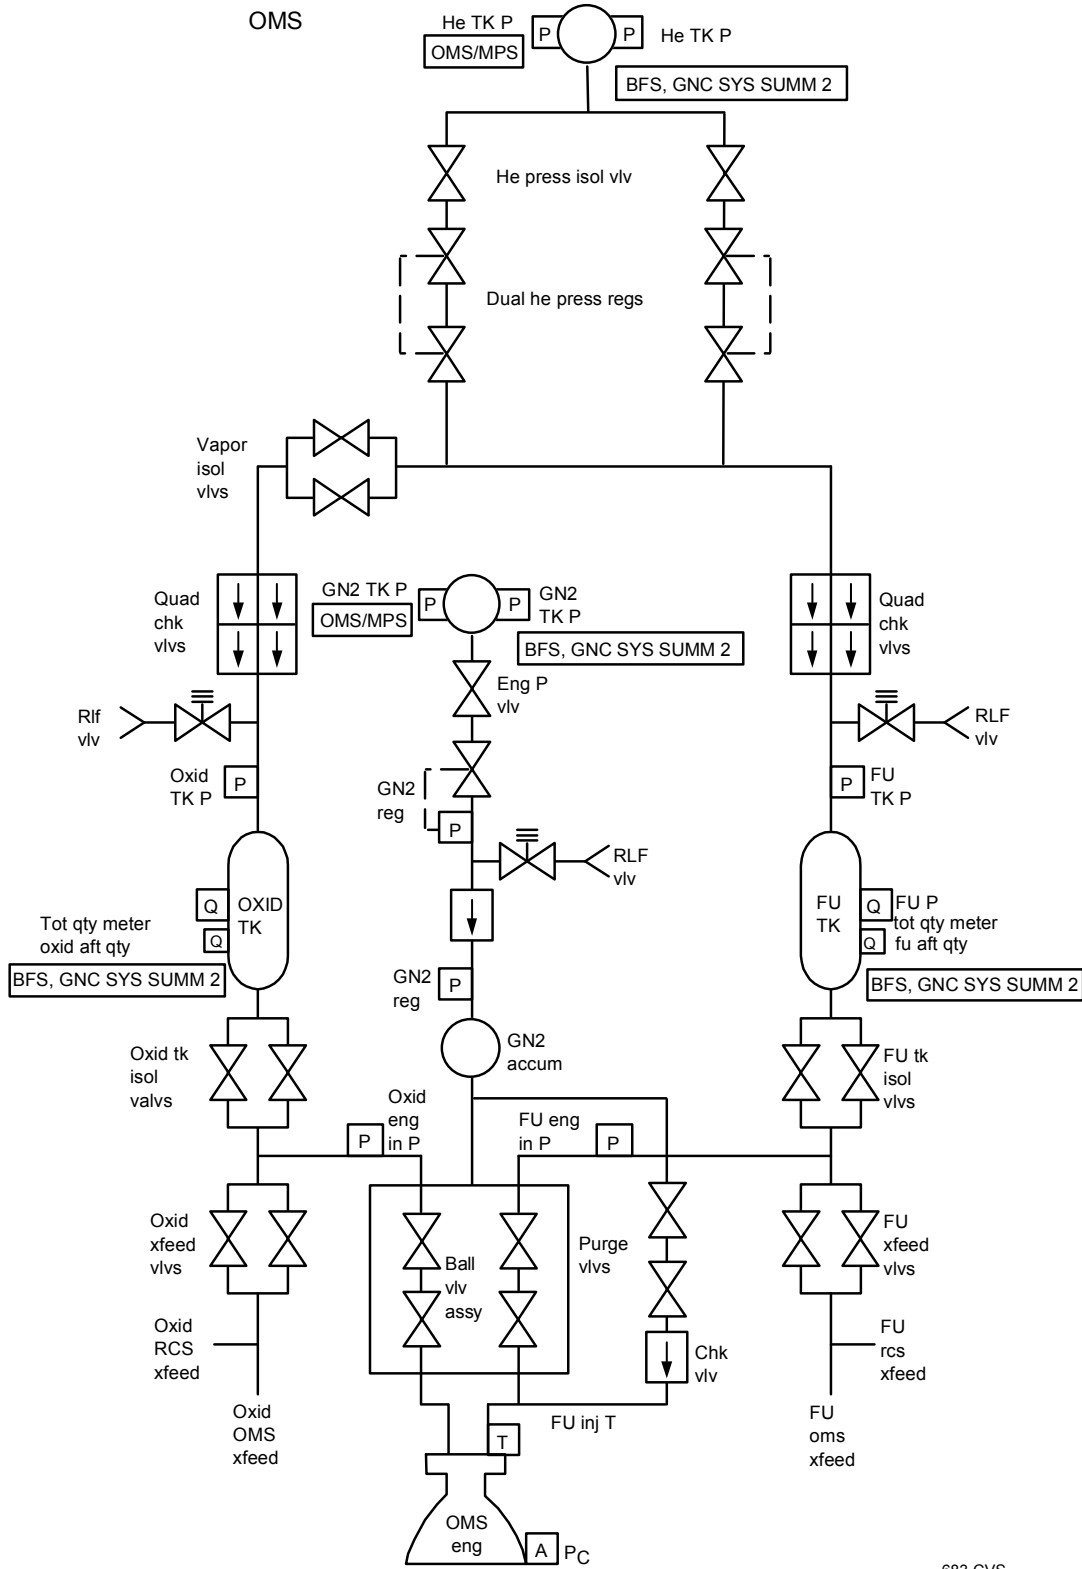 OMS
He TK P
P
P
He TK P
OMS/MPS
BFS, GNC SYS SUMM 2
He press isol vlv
Dual he press regs
Vapor
isol
vlvs
Quad
chk
vlvs
GN2 TK P
OMS/MPS
P
P
GN2
TK P
BFS, GNC SYS SUMM 2
Quad
chk
vlvs
Eng P
vlv
Rlf
vlv
RLF
vlv
Oxid
TK P
P
GN2
reg
P
P
FU
TK P
RLF
vlv
Q
Q
OXID
TK
Tot qty meter
oxid aft qty
BFS, GNC SYS SUMM 2
FU
TK
Q
Q
FU P
tot qty meter
fu aft qty
BFS, GNC SYS SUMM 2
GN2
reg
P
GN2
accum
Oxid tk
isol
valvs
FU tk
isol
vlvs
P
Oxid
eng
in P
FU eng
in P
P
Oxid
xfeed
vlvs
Ball
vlv
assy
Purge
vlvs
FU
xfeed
vlvs
Oxid
RCS
xfeed
Chk
vlv
FU
rcs
xfeed
Oxid
OMS
xfeed
FU inj T
T
FU
oms
xfeed
OMS
eng
A
PC